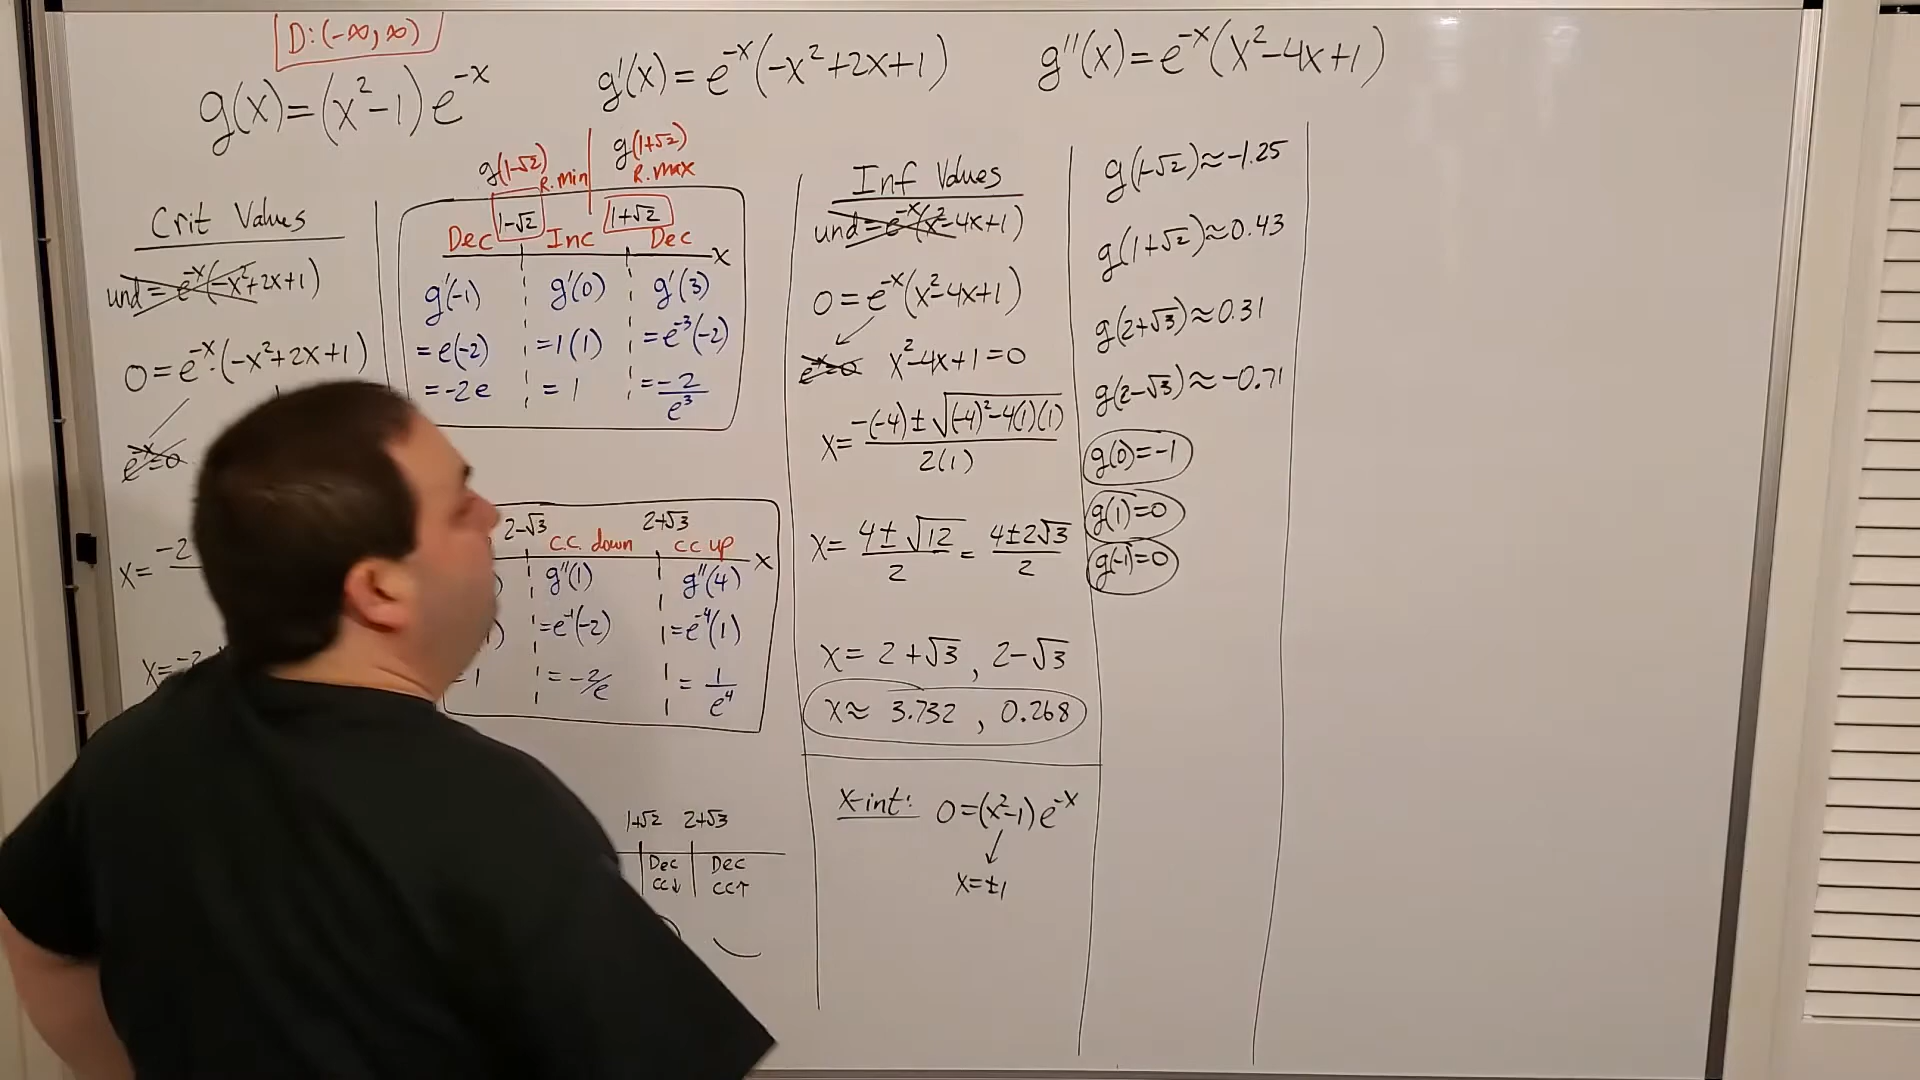 D: (-∞, ∞)
g(x) = (x²-1) e^-x
g'(x) = e^-x(-x²+2x+1)
g''(x) = e^-x(x²-4x+1)
Crit Values
und = e^-x(-x²+2x+1)
0 = e^-x·(-x²+2x+1)
e^-x=0
x= -2
x= -2
g(1-√2) R.min
g(1+√2) R.max
1-√2 1+√2
Dec Inc Dec x
g'(-1) g'(0) g'(3)
=e(-2) =1(1) =e^-3(-2)
=-2e =1 =-2/e³
2-√3 2+√3
C.C. down CC up x
g''(1) g''(4)
=e^-1(-2) =e^-4(1)
1 =-2/e =1/e⁴
1+√2 2+√3
Dec Dec
CC↓ CC↑
Inf Values
und = e^-x(x²-4x+1)
0 = e^-x(x²-4x+1)
e^-x=0 x²-4x+1=0
x= (-(-4)±√((-4)²-4(1)(1)))/2(1)
x= (4±√12)/2 = (4±2√3)/2
x= 2+√3, 2-√3
x≈ 3.732, 0.268
x-int: 0=(x²-1)e^-x
x=±1
g(1-√2)≈-1.25
g(1+√2)≈0.43
g(2+√3)≈0.31
g(2-√3)≈-0.71
g(0)=-1
g(1)=0
g(-1)=0